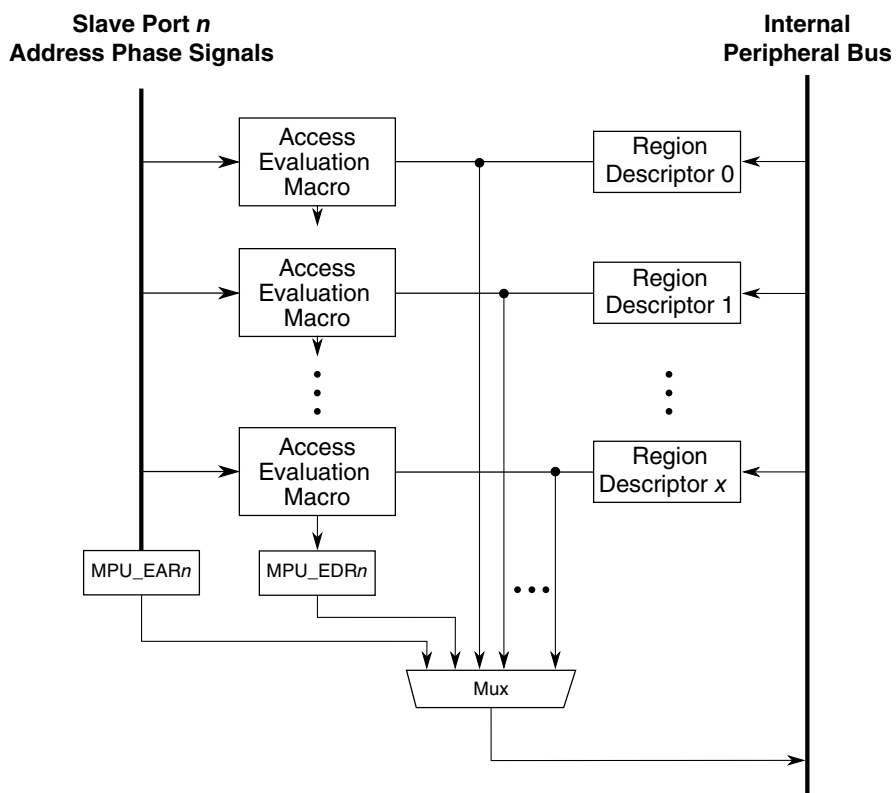 Slave Port n
Address Phase Signals
Internal
Peripheral Bus
Access
Evaluation
Macro
Region
Descriptor 0
Access
Evaluation
Macro
Region
Descriptor 1
Access
Evaluation
Macro
Region
Descriptor x
MPU_EARn
MPU_EDRn
Mux